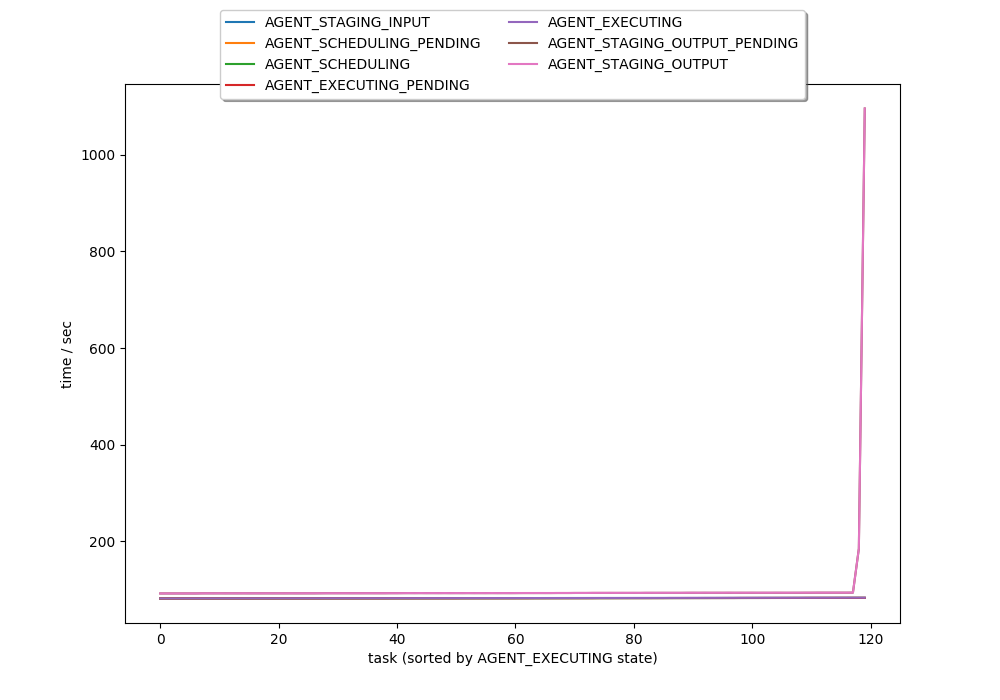 AGENT_STAGING_INPUT
AGENT_SCHEDULING_PENDING
AGENT_SCHEDULING
AGENT_EXECUTING_PENDING
AGENT_EXECUTING
AGENT_STAGING_OUTPUT_PENDING
AGENT_STAGING_OUTPUT
1000
800
600
400
200
time / sec
0
20
40
60
80
100
120
task (sorted by AGENT_EXECUTING state)